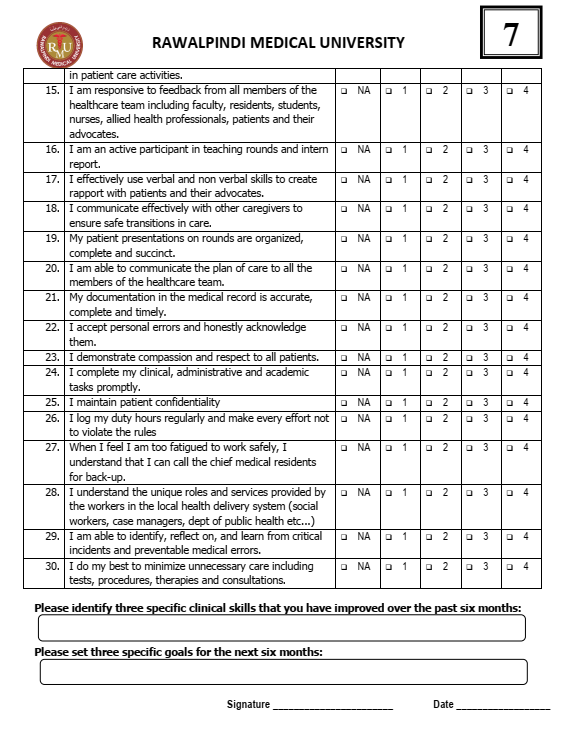 RAWALPINDI MEDICAL UNIVERSITY
7
in patient care activities.
15. I am responsive to feedback from all members of the ❑ NA ❑ 1 ❑ 2 ❑ 3 ❑ 4
healthcare team including faculty, residents, students,
nurses, allied health professionals, patients and their
advocates.
16. I am an active participant in teaching rounds and intern ❑ NA ❑ 1 ❑ 2 ❑ 3 ❑ 4
report.
17. I effectively use verbal and non verbal skills to create ❑ NA ❑ 1 ❑ 2 ❑ 3 ❑ 4
rapport with patients and their advocates.
18. I communicate effectively with other caregivers to ❑ NA ❑ 1 ❑ 2 ❑ 3 ❑ 4
ensure safe transitions in care.
19. My patient presentations on rounds are organized, ❑ NA ❑ 1 ❑ 2 ❑ 3 ❑ 4
complete and succinct.
20. I am able to communicate the plan of care to all the ❑ NA ❑ 1 ❑ 2 ❑ 3 ❑ 4
members of the healthcare team.
21. My documentation in the medical record is accurate, ❑ NA ❑ 1 ❑ 2 ❑ 3 ❑ 4
complete and timely.
22. I accept personal errors and honestly acknowledge ❑ NA ❑ 1 ❑ 2 ❑ 3 ❑ 4
them.
23. I demonstrate compassion and respect to all patients. ❑ NA ❑ 1 ❑ 2 ❑ 3 ❑ 4
24. I complete my clinical, administrative and academic ❑ NA ❑ 1 ❑ 2 ❑ 3 ❑ 4
tasks promptly.
25. I maintain patient confidentiality ❑ NA ❑ 1 ❑ 2 ❑ 3 ❑ 4
26. I log my duty hours regularly and make every effort not ❑ NA ❑ 1 ❑ 2 ❑ 3 ❑ 4
to violate the rules
27. When I feel I am too fatigued to work safely, I ❑ NA ❑ 1 ❑ 2 ❑ 3 ❑ 4
understand that I can call the chief medical residents
for back-up.
28. I understand the unique roles and services provided by ❑ NA ❑ 1 ❑ 2 ❑ 3 ❑ 4
the workers in the local health delivery system (social
workers, case managers, dept of public health etc...)
29. I am able to identify, reflect on, and learn from critical ❑ NA ❑ 1 ❑ 2 ❑ 3 ❑ 4
incidents and preventable medical errors.
30. I do my best to minimize unnecessary care including ❑ NA ❑ 1 ❑ 2 ❑ 3 ❑ 4
tests, procedures, therapies and consultations.
Please identify three specific clinical skills that you have improved over the past six months:
Please set three specific goals for the next six months:
Signature ________________________ Date ___________________